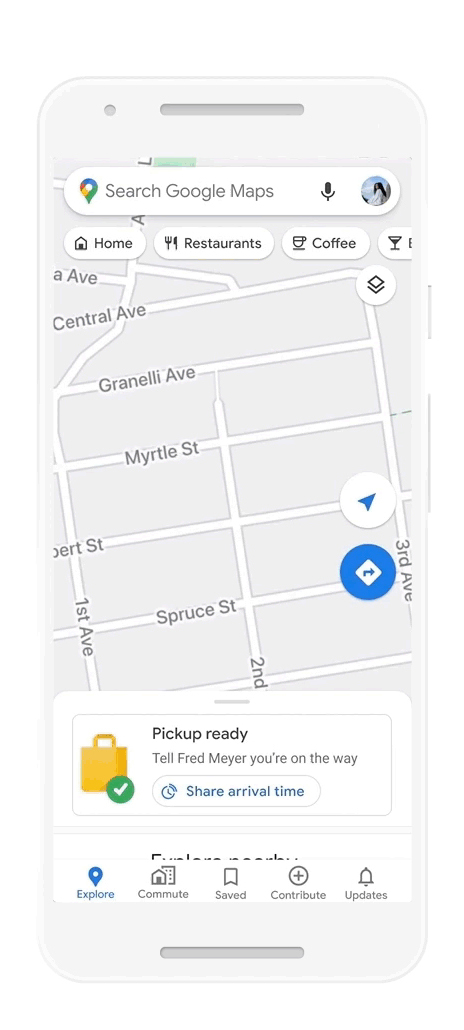 Search Google Maps
Home
Restaurants
Coffee
a Ave
Central Ave
Granelli Ave
Myrtle St
bert St
3rd Ave
1st Ave
Spruce St
2nd
Pickup ready
Tell Fred Meyer you're on the way
Share arrival time
Explore nearby
Explore
Commute
Saved
Contribute
Updates